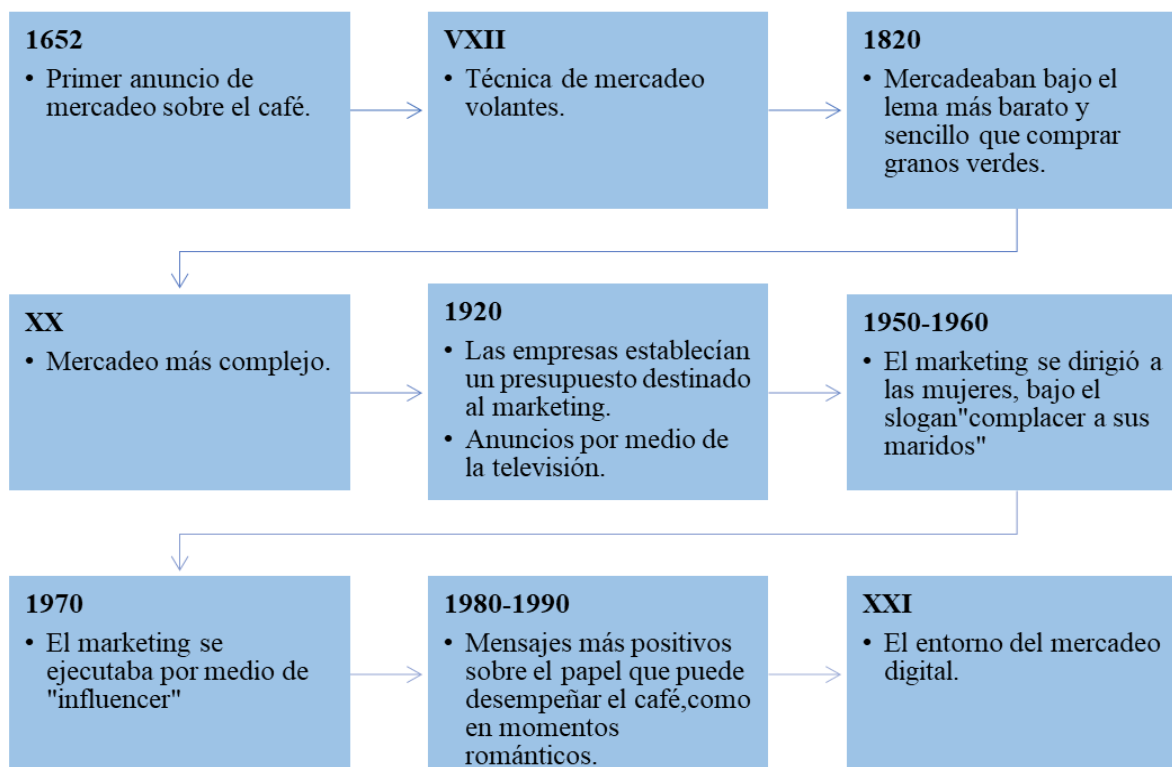 1652
• Primer anuncio de
mercadeo sobre el café.
VXII
• Técnica de mercadeo
volantes.
1820
• Mercadeaban bajo el
lema más barato y
sencillo que comprar
granos verdes.
XX
• Mercadeo más complejo.
1920
• Las empresas establecían
un presupuesto destinado
al marketing.
• Anuncios por medio de
la televisión.
1950-1960
• El marketing se dirigió a
las mujeres, bajo el
slogan"complacer a sus
maridos"
1970
• El marketing se
ejecutaba por medio de
"influencer"
1980-1990
• Mensajes más positivos
sobre el papel que puede
desempeñar el café,como
en momentos
románticos.
XXI
• El entorno del mercadeo
digital.